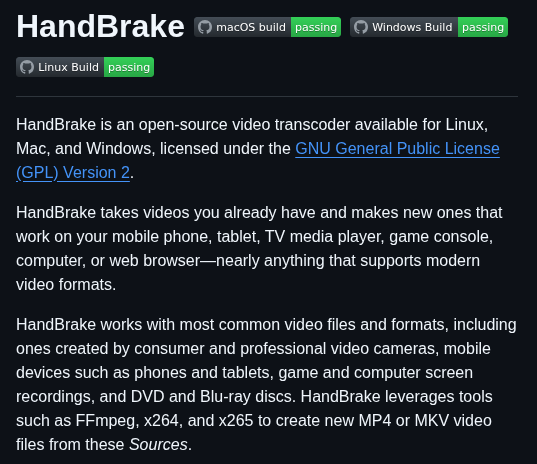 HandBrake macOS build passing Windows Build passing
Linux Build passing
HandBrake is an open-source video transcoder available for Linux,
Mac, and Windows, licensed under the GNU General Public License
(GPL) Version 2.
HandBrake takes videos you already have and makes new ones that
work on your mobile phone, tablet, TV media player, game console,
computer, or web browser—nearly anything that supports modern
video formats.
HandBrake works with most common video files and formats, including
ones created by consumer and professional video cameras, mobile
devices such as phones and tablets, game and computer screen
recordings, and DVD and Blu-ray discs. HandBrake leverages tools
such as FFmpeg, x264, and x265 to create new MP4 or MKV video
files from these Sources.